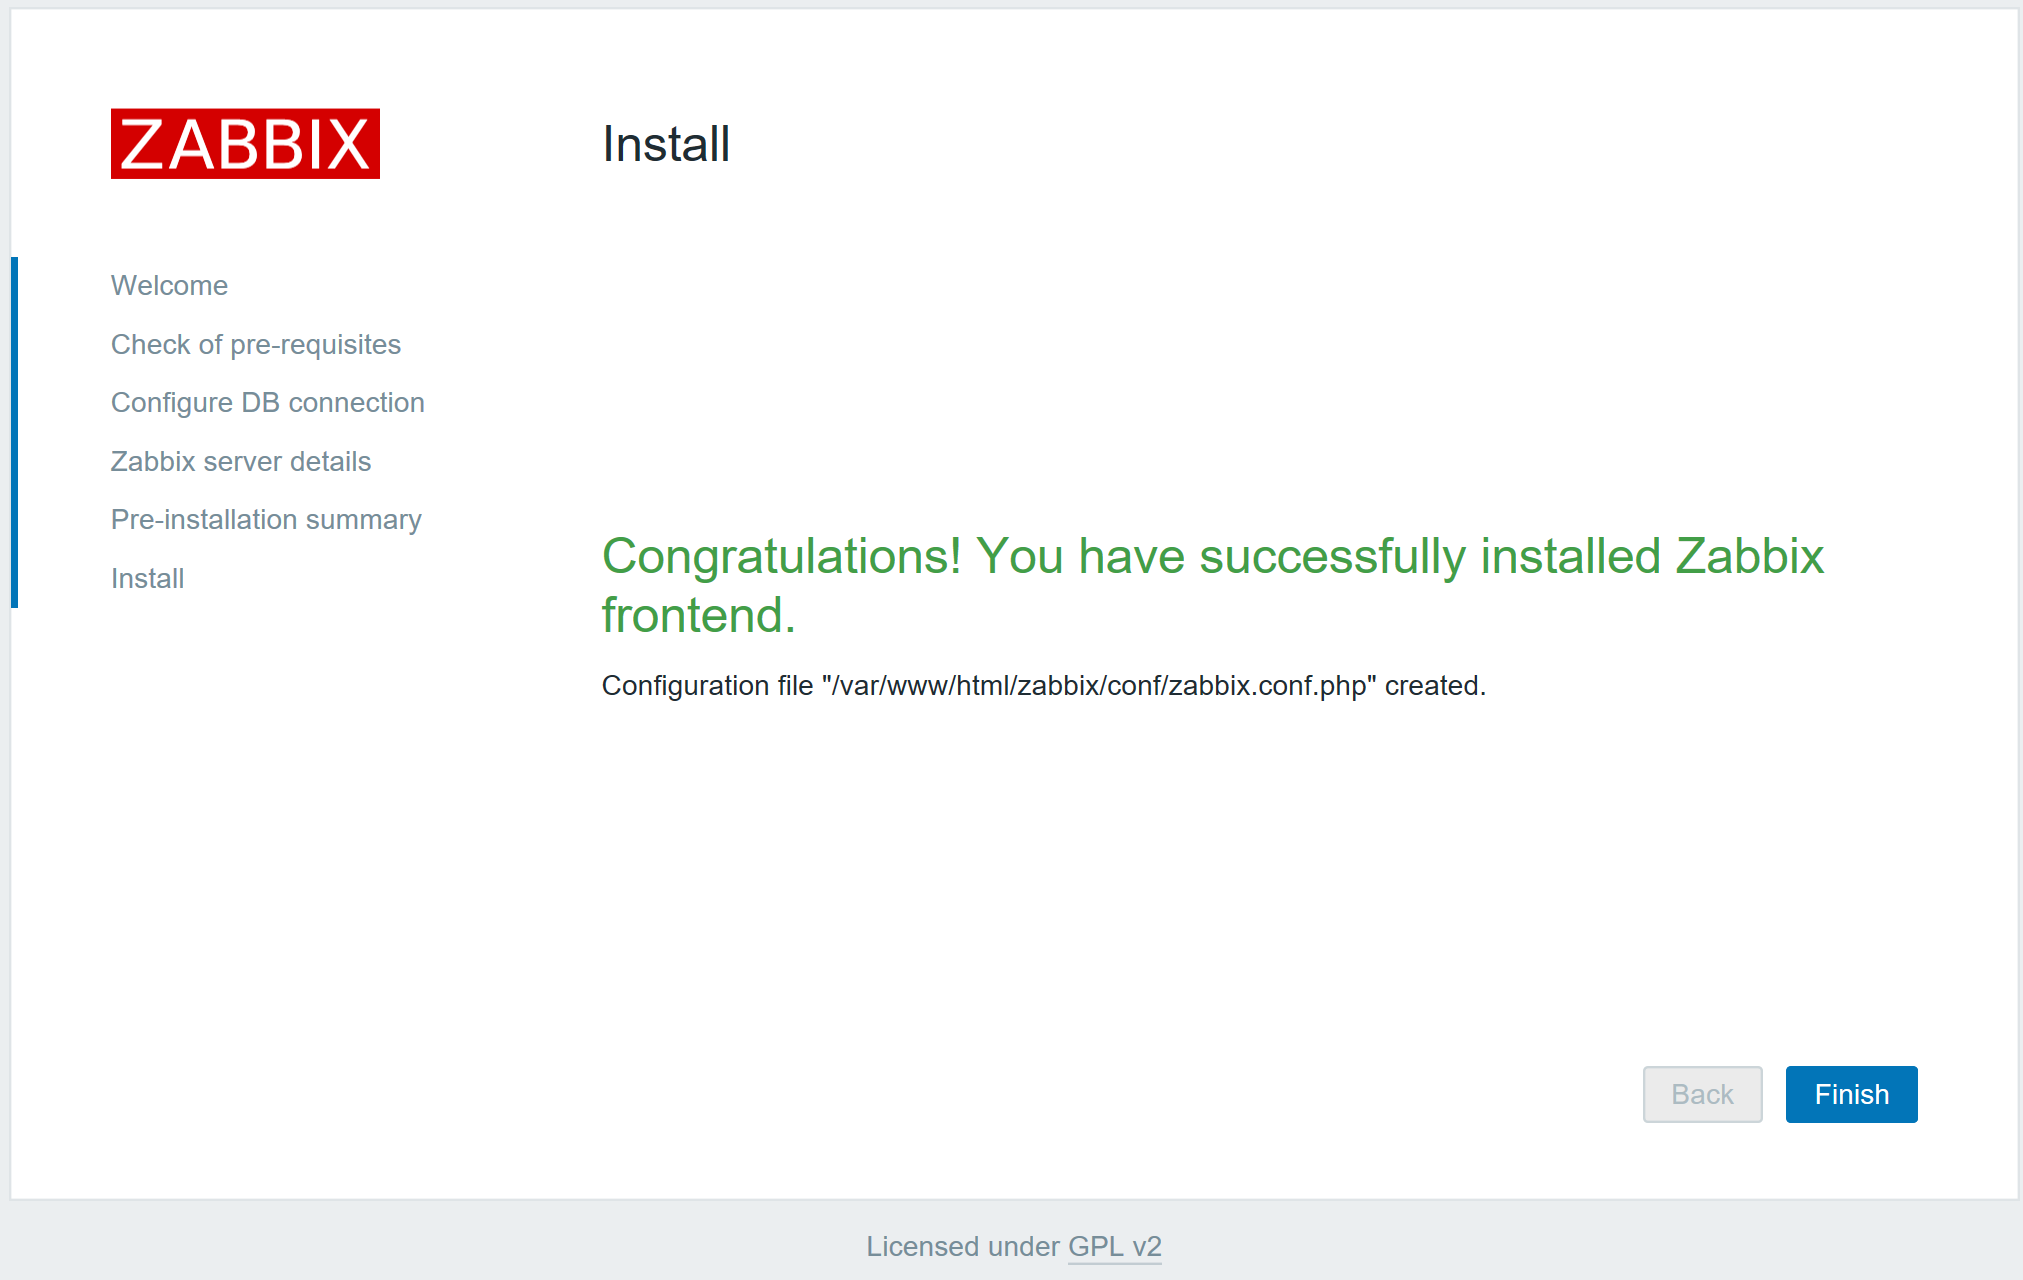 ZABBIX
Install
Welcome
Check of pre-requisites
Configure DB connection
Zabbix server details
Pre-installation summary
Install
Congratulations! You have successfully installed Zabbix
frontend.
Configuration file "/var/www/html/zabbix/conf/zabbix.conf.php" created.
Back
Finish
Licensed under GPL v2